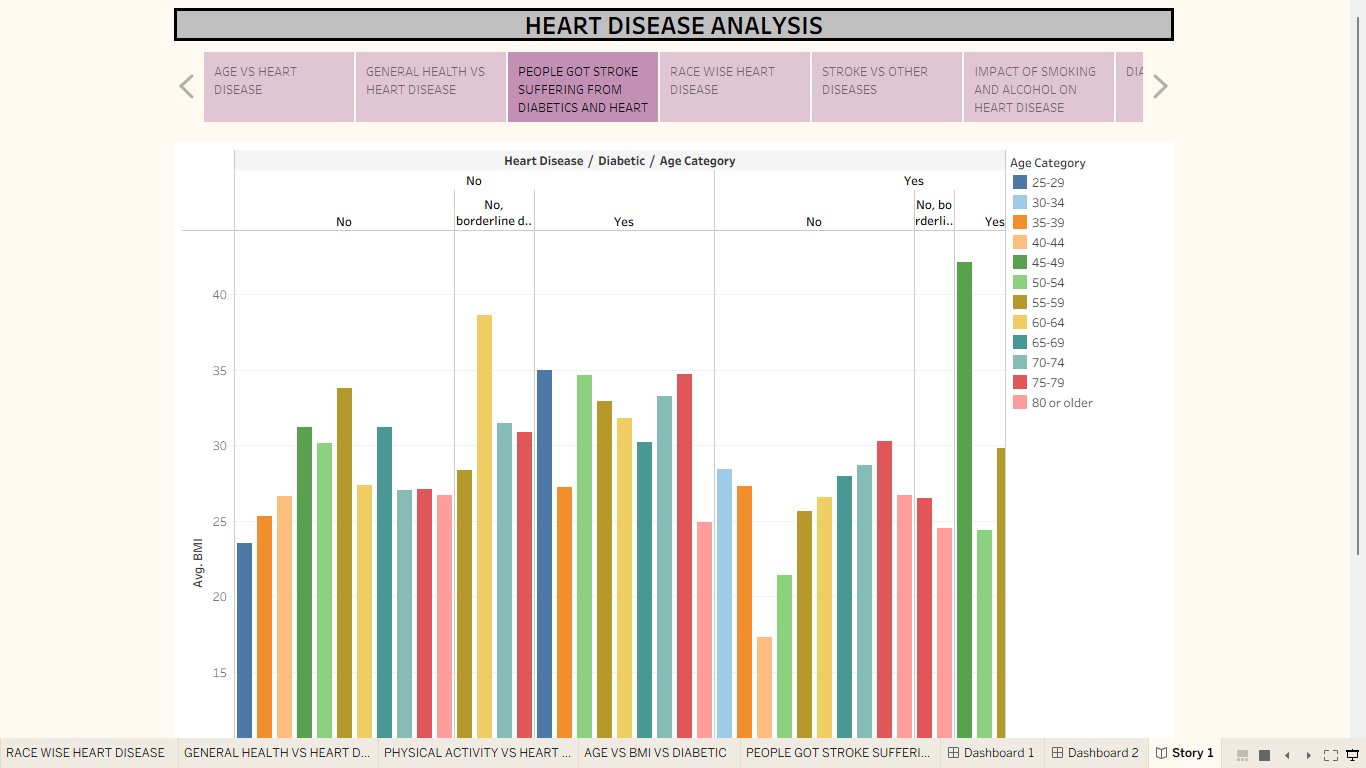 HEART DISEASE ANALYSIS
AGE VS HEART
DISEASE
GENERAL HEALTH VS
HEART DISEASE
PEOPLE GOT STROKE
SUFFERING FROM
DIABETICS AND HEART
RACE WISE HEART
DISEASE
STROKE VS OTHER
DISEASES
IMPACT OF SMOKING
AND ALCOHOL ON
HEART DISEASE
DIA
Heart Disease / Diabetic / Age Category
No
Yes
No
No,
borderline d..
Yes
No
No, bo
rderli..
Yes
40
35
30
25
20
15
Avg. BMI
Age Category
25-29
30-34
35-39
40-44
45-49
50-54
55-59
60-64
65-69
70-74
75-79
80 or older
RACE WISE HEART DISEASE
GENERAL HEALTH VS HEART D...
PHYSICAL ACTIVITY VS HEART ...
AGE VS BMI VS DIABETIC
PEOPLE GOT STROKE SUFFERI...
Dashboard 1
Dashboard 2
Story 1